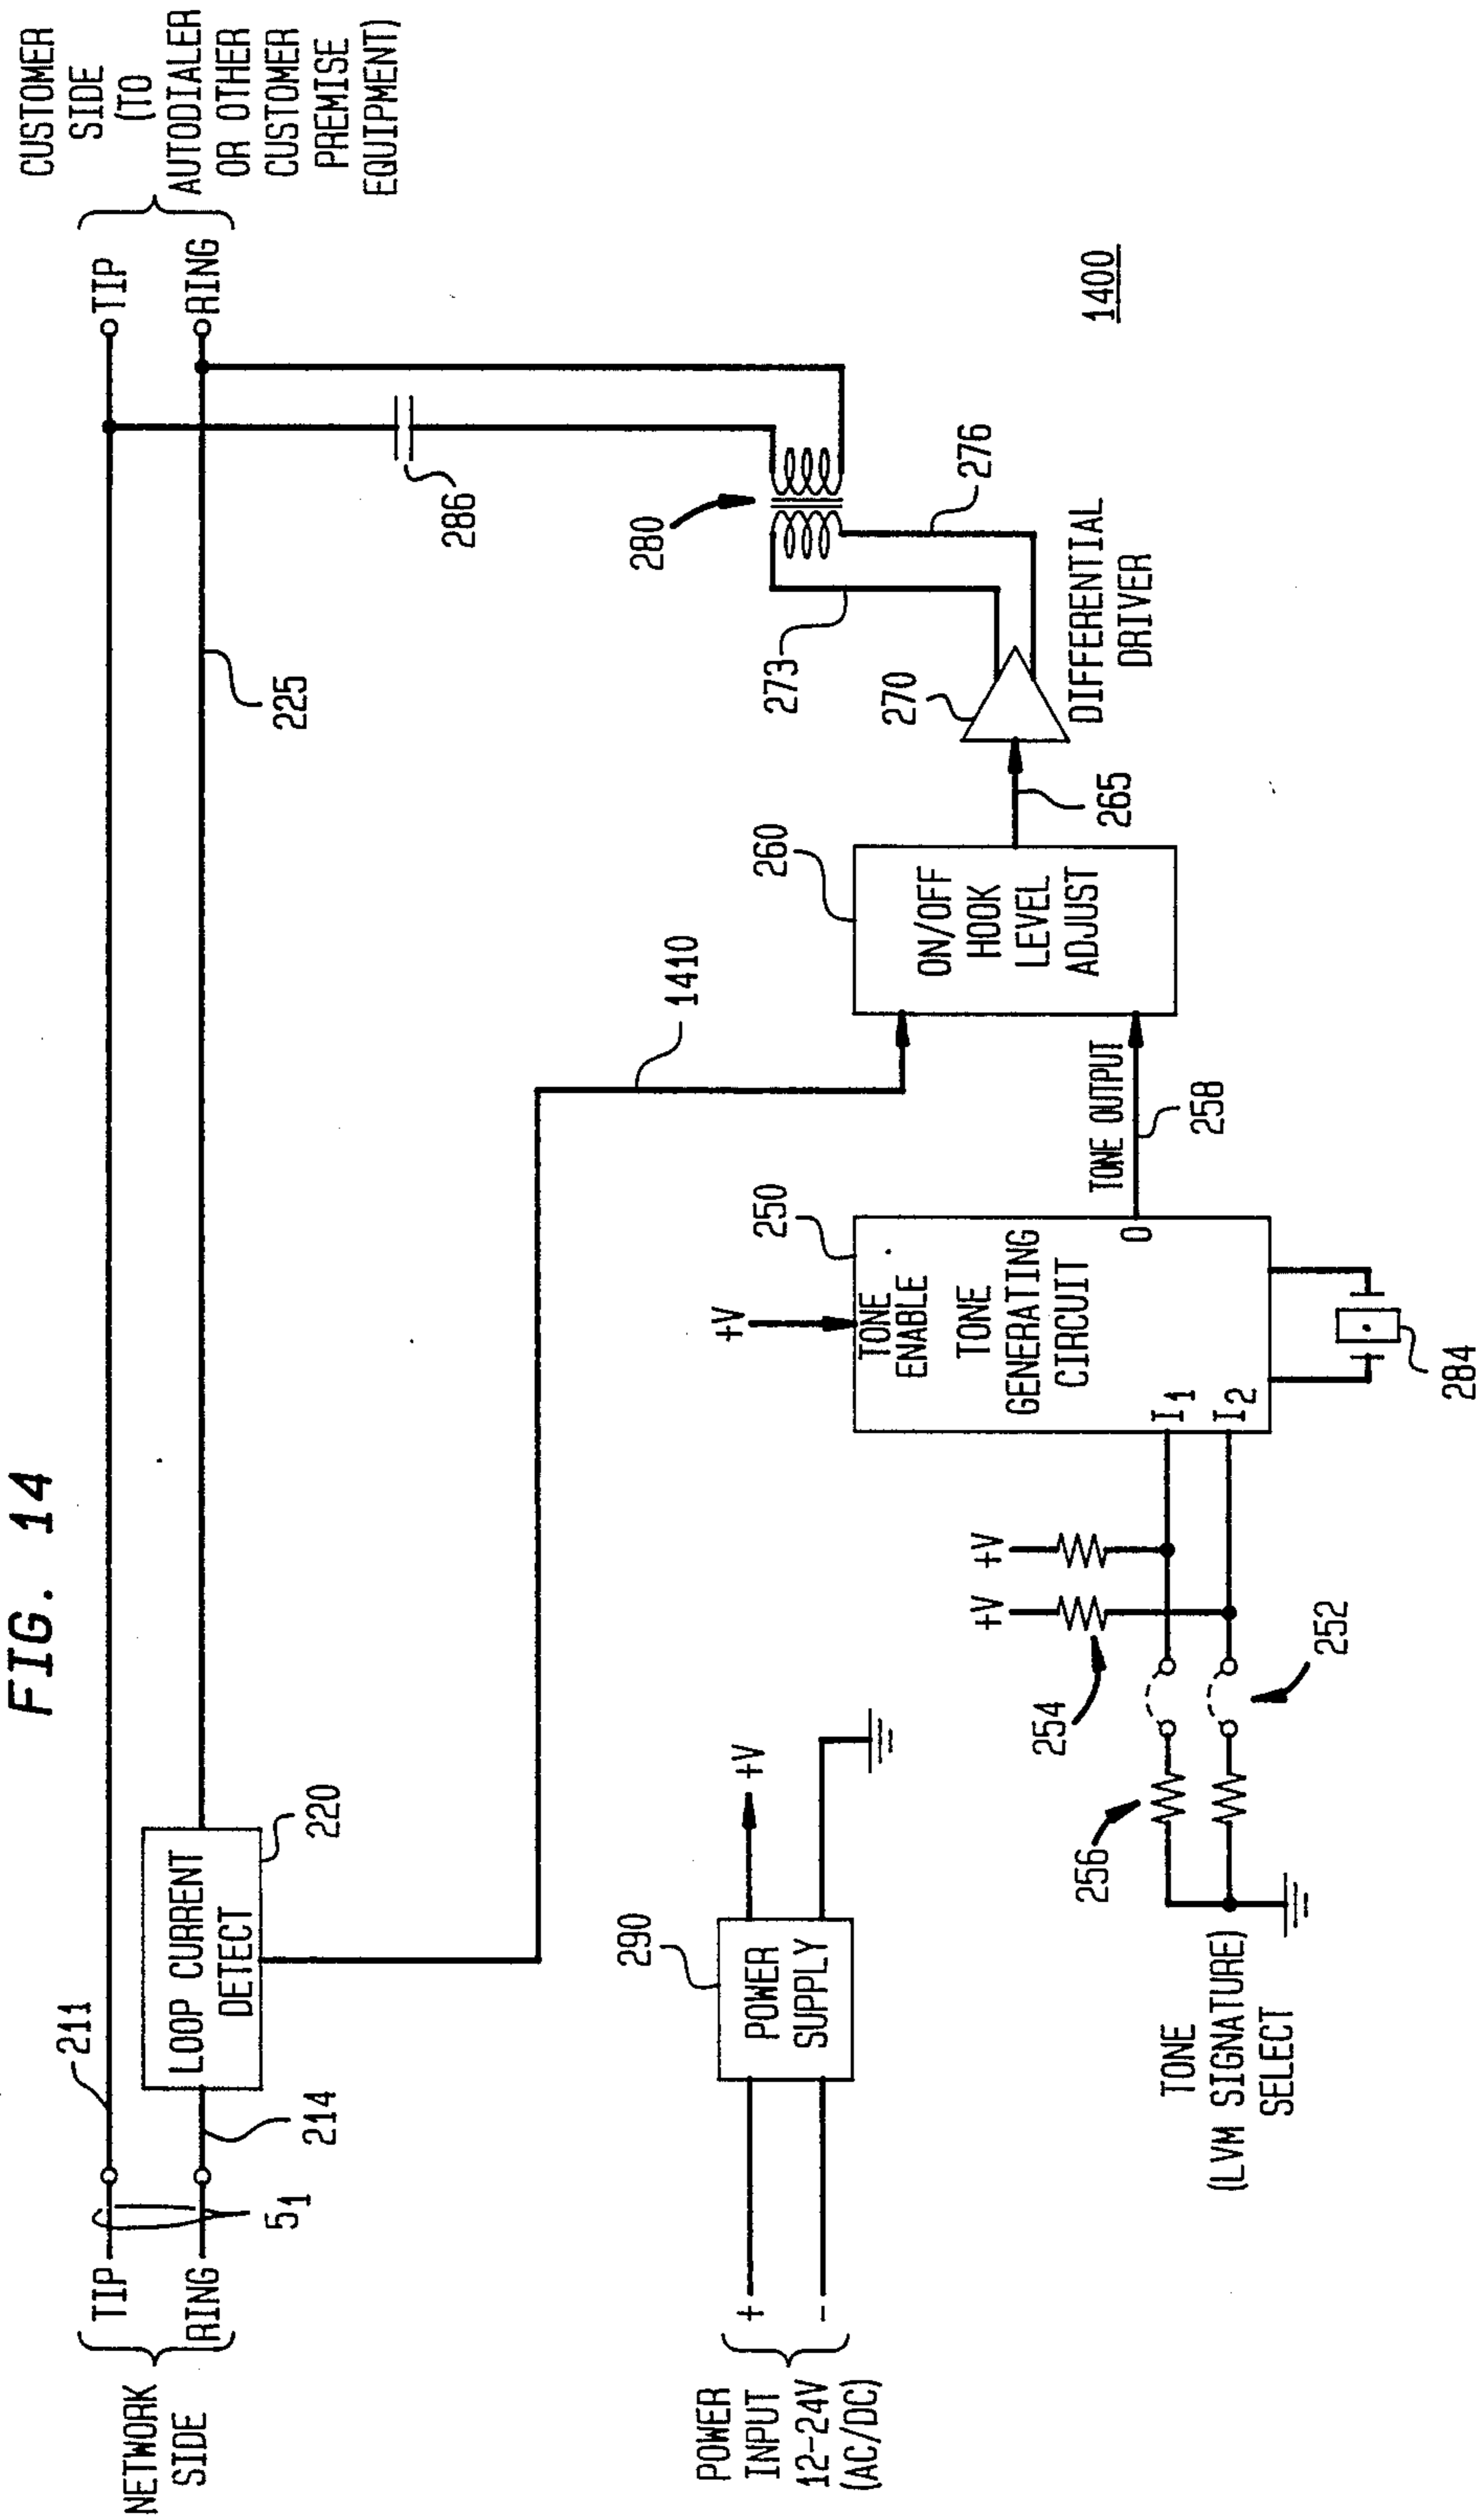 FIG. 14
NETWORK
SIDE
TIP
RING
5₁
211
214
LOOP CURRENT
DETECT
220
225
TIP
RING
CUSTOMER
SIDE
(TO
AUTODIALER
OR OTHER
CUSTOMER
PREMISE
EQUIPMENT)
286
280
276
273
270
DIFFERENTIAL
DRIVER
265
260
ON/OFF
HOOK
LEVEL
ADJUST
1410
1400
POWER
INPUT
12-24V
(AC/DC)
+
-
290
POWER
SUPPLY
+V
+V
TONE
ENABLE
TONE
GENERATING
CIRCUIT
250
O
I₁
I₂
TONE OUTPUT
258
284
+V
+V
254
256
252
TONE
(LVM SIGNATURE)
SELECT